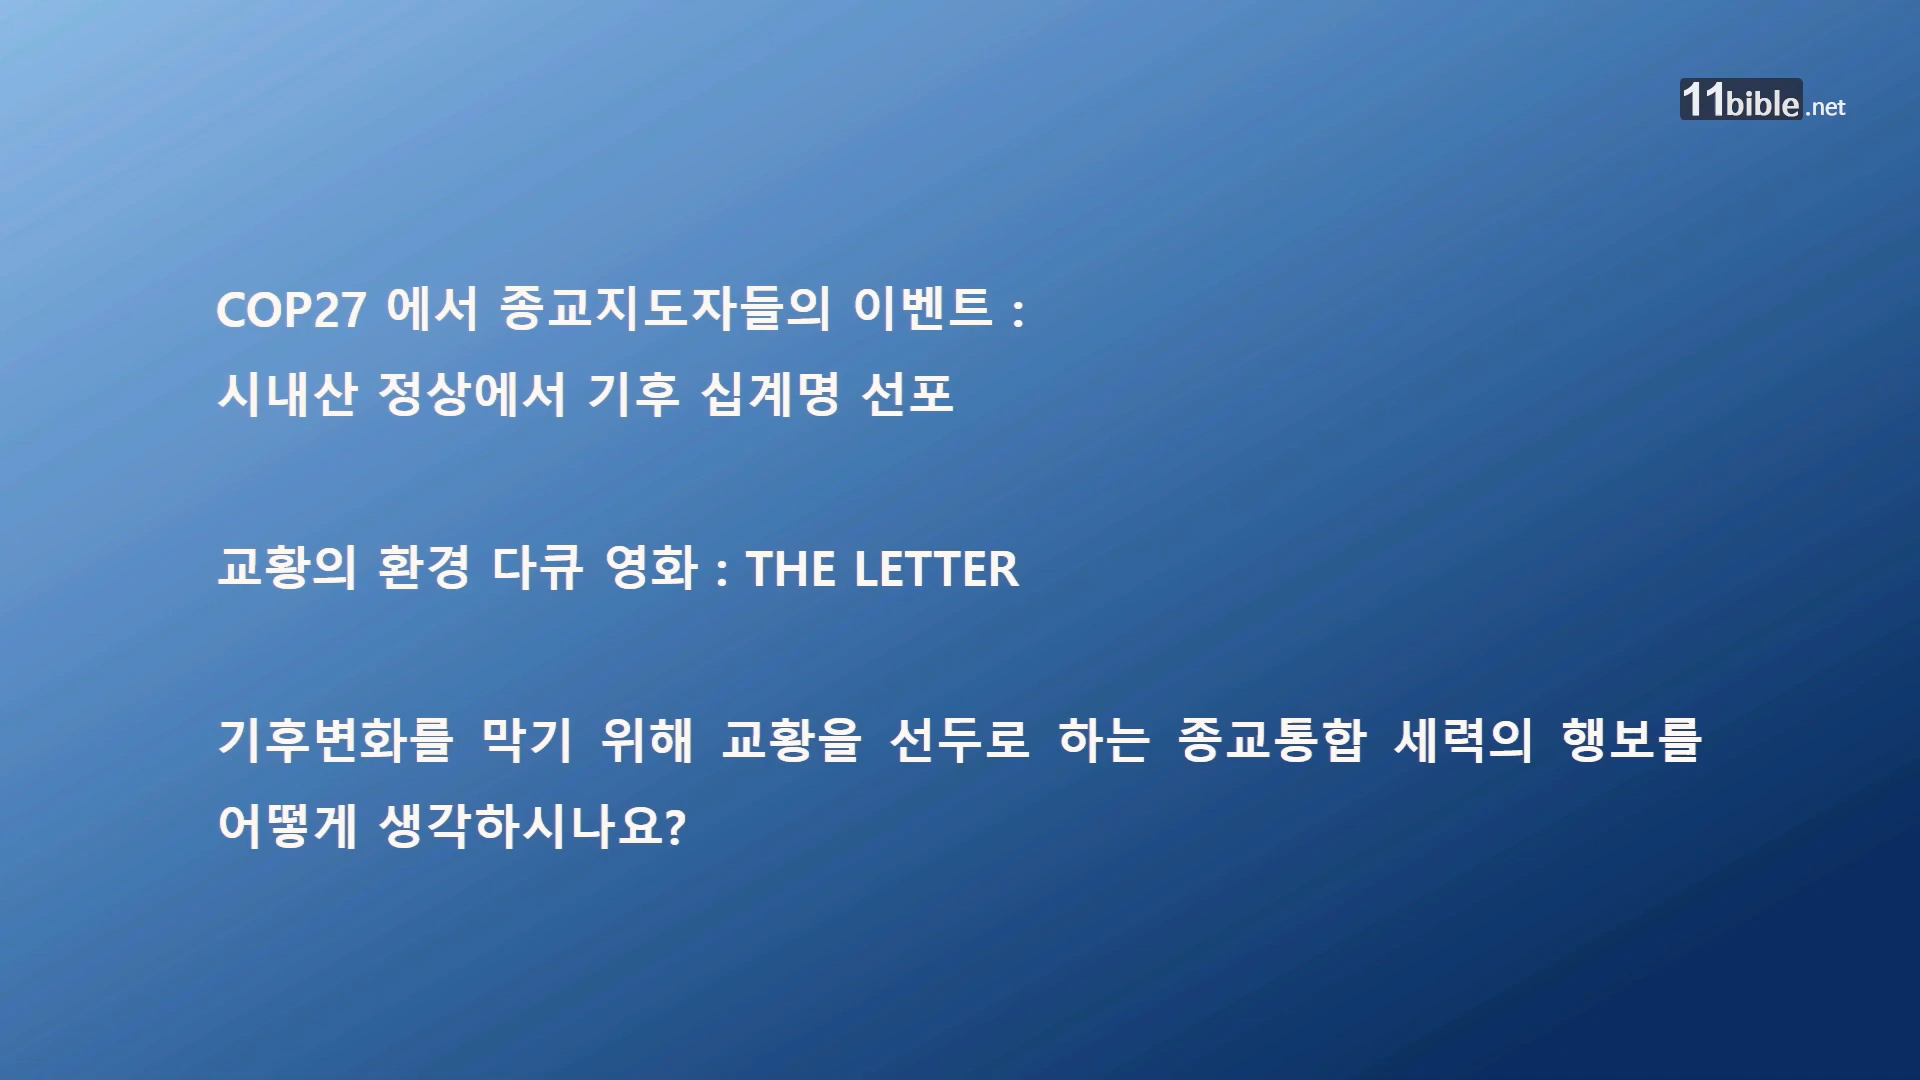 11bible.net
COP27 에서 종교지도자들의 이벤트 :
시내산 정상에서 기후 십계명 선포
교황의 환경 다큐 영화 : THE LETTER
기후변화를 막기 위해 교황을 선두로 하는 종교통합 세력의 행보를
어떻게 생각하시나요?